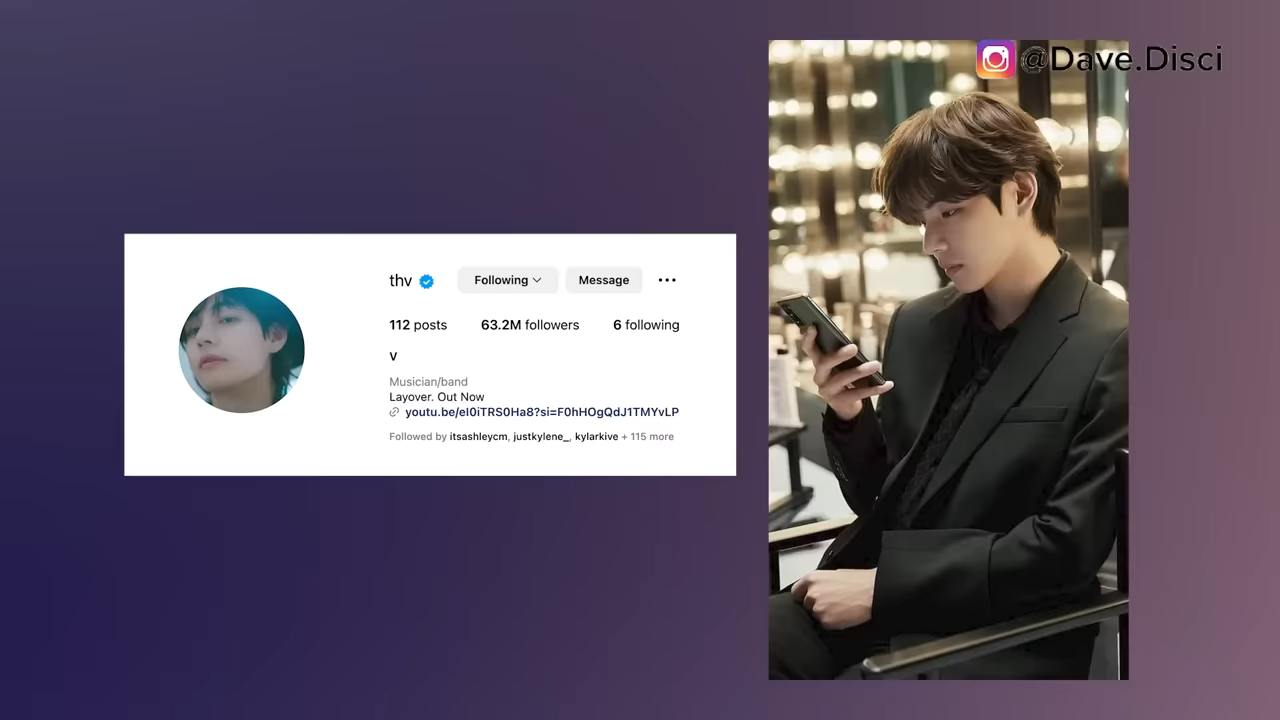 @Dave.Disci
thv Following Message
112 posts 63.2M followers 6 following
V
Musician/band
Layover. Out Now
youtu.be/eI0iTRS0Ha8?si=F0hHOgQdJ1TMYvLP
Followed by itsashleycm, justkylene_, kylarkive + 115 more